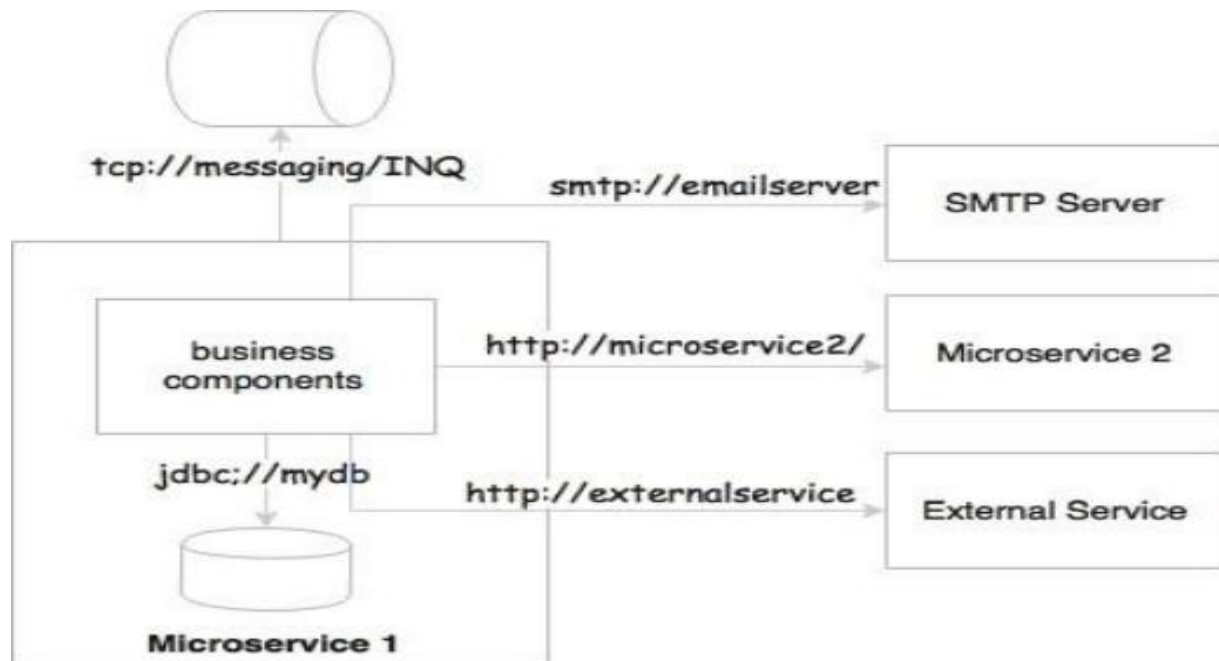 tcp://messaging/INQ
smtp://emailserver
SMTP Server
business
components
http://microservice2/
Microservice 2
jdbc;//mydb
http://externalservice
External Service
Microservice 1